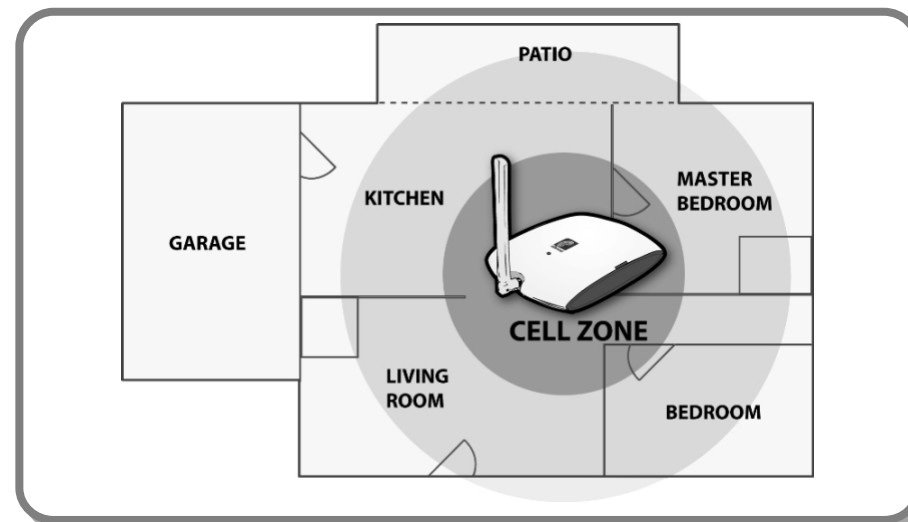 PATIO
KITCHEN
MASTER
BEDROOM
GARAGE
CELL ZONE
LIVING
ROOM
BEDROOM